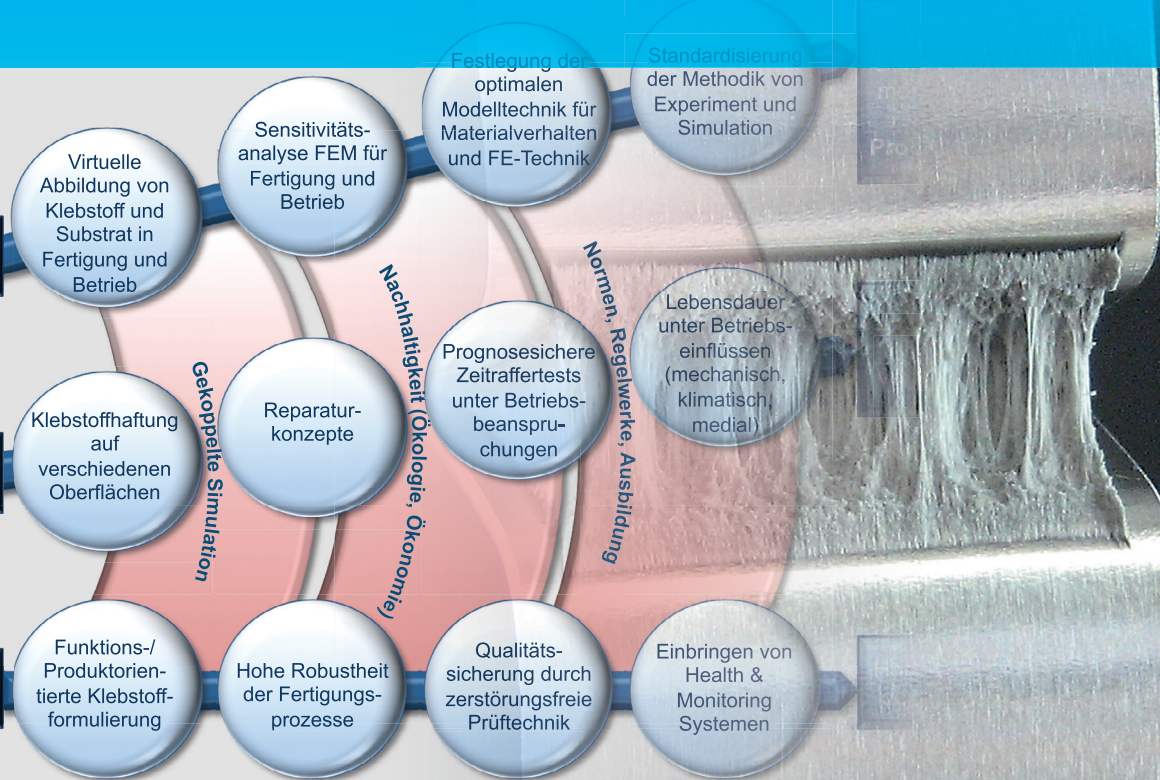 Virtuelle
Abbildung von
Klebstoff und
Substrat in
Fertigung und
Betrieb
Sensitivitäts-
analyse FEM für
Fertigung und
Betrieb
Festlegung der
optimalen
Modelltechnik für
Materialverhalten
und FE-Technik
Standardisierung
der Methodik von
Experiment und
Simulation
Gekoppelte Simulation
Nachhaltigkeit (Ökologie, Ökonomie)
Normen, Regelwerke, Ausbildung
Klebstoffhaftung
auf
verschiedenen
Oberflächen
Reparatur-
konzepte
Prognosesichere
Zeitraffertests
unter Betriebs-
beanspru-
chungen
Lebensdauer
unter Betriebs-
einflüssen
(mechanisch,
klimatisch,
medial)
Funktions-/
Produktorien-
tierte Klebstoff-
formulierung
Hohe Robustheit
der Fertigungs-
prozesse
Qualitäts-
sicherung durch
zerstörungsfreie
Prüftechnik
Einbringen von
Health &
Monitoring
Systemen